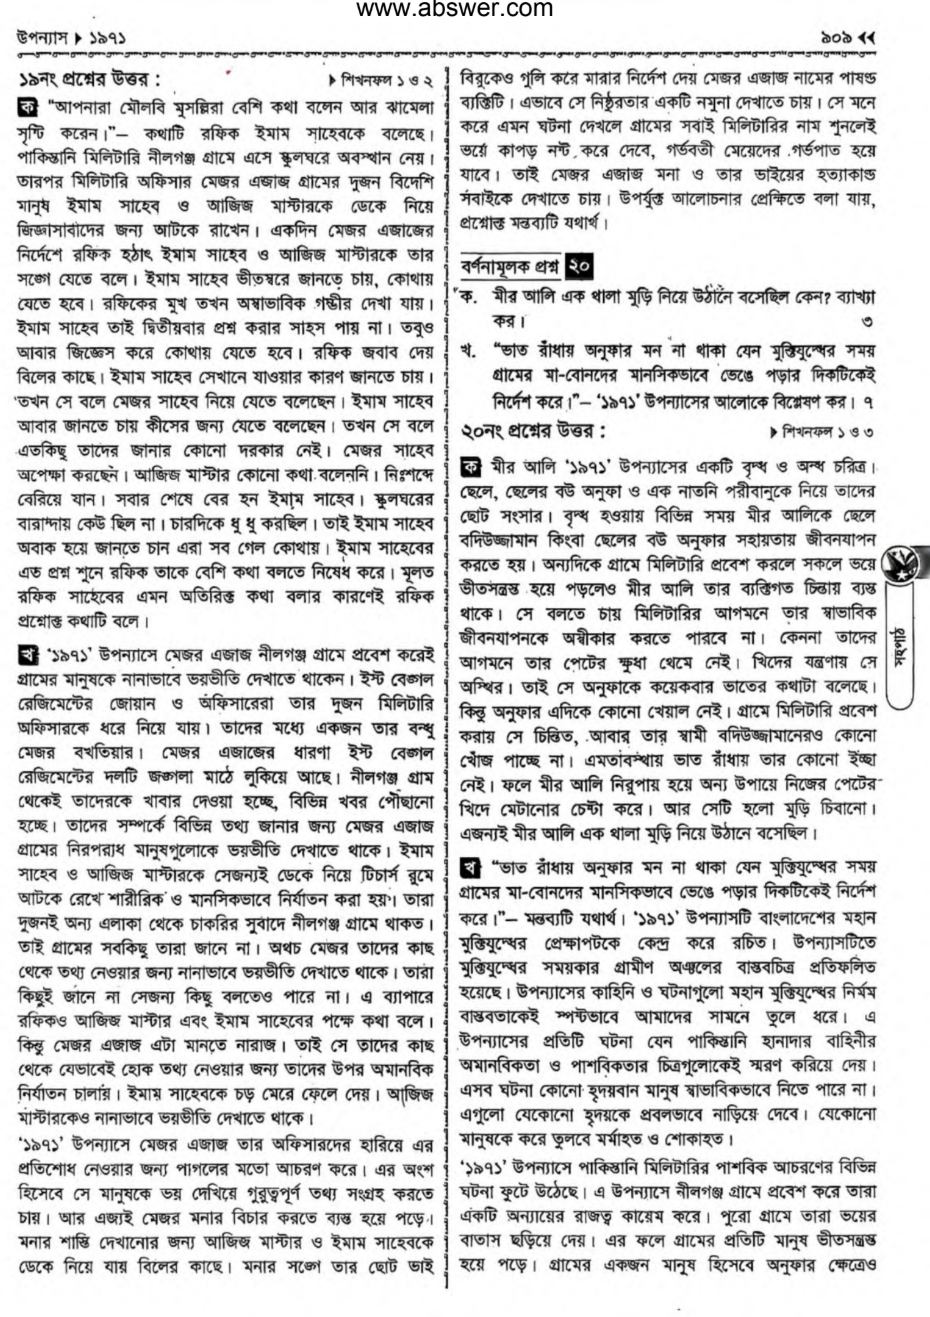 www.abswer.com
উপন্যাস ▶ ১৯৭১
৯০৯ ◀◀
১৯নং প্রশ্নের উত্তর :
▶ শিখনফল ১ ও ২
ক "আপনারা মৌলবি মুসল্লিরা বেশি কথা বলেন আর ঝামেলা
সৃষ্টি করেন।"– কথাটি রফিক ইমাম সাহেবকে বলেছে।
পাকিস্তানি মিলিটারি নীলগঞ্জ গ্রামে এসে স্কুলঘরে অবস্থান নেয়।
তারপর মিলিটারি অফিসার মেজর এজাজ গ্রামের দুজন বিদেশি
মানুষ ইমাম সাহেব ও আজিজ মাস্টারকে ডেকে নিয়ে
জিজ্ঞাসাবাদের জন্য আটকে রাখেন। একদিন মেজর এজাজের
নির্দেশে রফিক হঠাৎ ইমাম সাহেব ও আজিজ মাস্টারকে তার
সঙ্গে যেতে বলে। ইমাম সাহেব ভীতস্বরে জানতে চায়, কোথায়
যেতে হবে। রফিকের মুখ তখন অস্বাভাবিক গম্ভীর দেখা যায়।
ইমাম সাহেব তাই দ্বিতীয়বার প্রশ্ন করার সাহস পায় না। তবুও
আবার জিজ্ঞেস করে কোথায় যেতে হবে। রফিক জবাব দেয়
বিলের কাছে। ইমাম সাহেব সেখানে যাওয়ার কারণ জানতে চায়।
তখন সে বলে মেজর সাহেব নিয়ে যেতে বলেছেন। ইমাম সাহেব
আবার জানতে চায় কীসের জন্য যেতে বলেছেন। তখন সে বলে
এতকিছু তাদের জানার কোনো দরকার নেই। মেজর সাহেব
অপেক্ষা করছেন। আজিজ মাস্টার কোনো কথা বলেননি। নিঃশব্দে
বেরিয়ে যান। সবার শেষে বের হন ইমাম সাহেব। স্কুলঘরের
বারান্দায় কেউ ছিল না। চারদিকে ধু ধু করছিল। তাই ইমাম সাহেব
অবাক হয়ে জানতে চান এরা সব গেল কোথায়। ইমাম সাহেবের
এত প্রশ্ন শুনে রফিক তাকে বেশি কথা বলতে নিষেধ করে। মূলত
রফিক সাহেবের এমন অতিরিক্ত কথা বলার কারণেই রফিক
প্রশ্নোক্ত কথাটি বলে।
খ '১৯৭১' উপন্যাসে মেজর এজাজ নীলগঞ্জ গ্রামে প্রবেশ করেই
গ্রামের মানুষকে নানাভাবে ভয়ভীতি দেখাতে থাকেন। ইস্ট বেঙ্গল
রেজিমেন্টের জোয়ান ও অফিসারেরা তার দুজন মিলিটারি
অফিসারকে ধরে নিয়ে যায়। তাদের মধ্যে একজন তার বন্ধু
মেজর বখতিয়ার। মেজর এজাজের ধারণা ইস্ট বেঙ্গল
রেজিমেন্টের দলটি জঙ্গলা মাঠে লুকিয়ে আছে। নীলগঞ্জ গ্রাম
থেকেই তাদেরকে খাবার দেওয়া হচ্ছে, বিভিন্ন খবর পৌঁছানো
হচ্ছে। তাদের সম্পর্কে বিভিন্ন তথ্য জানার জন্য মেজর এজাজ
গ্রামের নিরপরাধ মানুষগুলোকে ভয়ভীতি দেখাতে থাকে। ইমাম
সাহেব ও আজিজ মাস্টারকে সেজন্যই ডেকে নিয়ে টিচার্স রুমে
আটকে রেখে শারীরিক ও মানসিকভাবে নির্যাতন করা হয়। তারা
দুজনই অন্য এলাকা থেকে চাকরির সুবাদে নীলগঞ্জ গ্রামে থাকত।
তাই গ্রামের সবকিছু তারা জানে না। অথচ মেজর তাদের কাছ
থেকে তথ্য নেওয়ার জন্য নানাভাবে ভয়ভীতি দেখাতে থাকে। তারা
কিছুই জানে না সেজন্য কিছু বলতেও পারে না। এ ব্যাপারে
রফিকও আজিজ মাস্টার এবং ইমাম সাহেবের পক্ষে কথা বলে।
কিন্তু মেজর এজাজ এটা মানতে নারাজ। তাই সে তাদের কাছ
থেকে যেভাবেই হোক তথ্য নেওয়ার জন্য তাদের উপর অমানবিক
নির্যাতন চালায়। ইমাম সাহেবকে চড় মেরে ফেলে দেয়। আজিজ
মাস্টারকেও নানাভাবে ভয়ভীতি দেখাতে থাকে।
'১৯৭১' উপন্যাসে মেজর এজাজ তার অফিসারদের হারিয়ে এর
প্রতিশোধ নেওয়ার জন্য পাগলের মতো আচরণ করে। এর অংশ
হিসেবে সে মানুষকে ভয় দেখিয়ে গুরুত্বপূর্ণ তথ্য সংগ্রহ করতে
চায়। আর এজন্যই মেজর মনার বিচার করতে ব্যস্ত হয়ে পড়ে।
মনার শাস্তি দেখানোর জন্য আজিজ মাস্টার ও ইমাম সাহেবকে
ডেকে নিয়ে যায় বিলের কাছে। মনার সঙ্গে তার ছোট ভাই
বিরুকেও গুলি করে মারার নির্দেশ দেয় মেজর এজাজ নামের পাষণ্ড
ব্যক্তিটি। এভাবে সে নিষ্ঠুরতার একটি নমুনা দেখাতে চায়। সে মনে
করে এমন ঘটনা দেখলে গ্রামের সবাই মিলিটারির নাম শুনলেই
ভয়ে কাপড় নষ্ট করে দেবে, গর্ভবতী মেয়েদের গর্ভপাত হয়ে
যাবে। তাই মেজর এজাজ মনা ও তার ভাইয়ের হত্যাকাণ্ড
সবাইকে দেখাতে চায়। উপর্যুক্ত আলোচনার প্রেক্ষিতে বলা যায়,
প্রশ্নোক্ত মন্তব্যটি যথার্থ।
বর্ণনামূলক প্রশ্ন ২০
ক. মীর আলি এক থালা মুড়ি নিয়ে উঠানে বসেছিল কেন? ব্যাখ্যা
কর। ৩
খ. "ভাত রাঁধায় অনুফার মন না থাকা যেন মুক্তিযুদ্ধের সময়
গ্রামের মা-বোনদের মানসিকভাবে ভেঙে পড়ার দিকটিকেই
নির্দেশ করে।"– '১৯৭১' উপন্যাসের আলোকে বিশ্লেষণ কর। ৭
২০নং প্রশ্নের উত্তর :
▶ শিখনফল ১ ও ৩
ক মীর আলি '১৯৭১' উপন্যাসের একটি বৃদ্ধ ও অন্ধ চরিত্র।
ছেলে, ছেলের বউ অনুফা ও এক নাতনি পরীবানুকে নিয়ে তাদের
ছোট সংসার। বৃদ্ধ হওয়ায় বিভিন্ন সময় মীর আলিকে ছেলে
বদিউজ্জামান কিংবা ছেলের বউ অনুফার সহায়তায় জীবনযাপন
করতে হয়। অন্যদিকে গ্রামে মিলিটারি প্রবেশ করলে সকলে ভয়ে
ভীতসন্ত্রস্ত হয়ে পড়লেও মীর আলি তার ব্যক্তিগত চিন্তায় ব্যস্ত
থাকে। সে বলতে চায় মিলিটারির আগমনে তার স্বাভাবিক
জীবনযাপনকে অস্বীকার করতে পারবে না। কেননা তাদের
আগমনে তার পেটের ক্ষুধা থেমে নেই। খিদের যন্ত্রণায় সে
অস্থির। তাই সে অনুফাকে কয়েকবার ভাতের কথাটা বলেছে।
কিন্তু অনুফার এদিকে কোনো খেয়াল নেই। গ্রামে মিলিটারি প্রবেশ
করায় সে চিন্তিত, আবার তার স্বামী বদিউজ্জামানেরও কোনো
খোঁজ পাচ্ছে না। এমতাবস্থায় ভাত রাঁধায় তার কোনো ইচ্ছা
নেই। ফলে মীর আলি নিরুপায় হয়ে অন্য উপায়ে নিজের পেটের
খিদে মেটানোর চেষ্টা করে। আর সেটি হলো মুড়ি চিবানো।
এজন্যই মীর আলি এক থালা মুড়ি নিয়ে উঠানে বসেছিল।
খ "ভাত রাঁধায় অনুফার মন না থাকা যেন মুক্তিযুদ্ধের সময়
গ্রামের মা-বোনদের মানসিকভাবে ভেঙে পড়ার দিকটিকেই নির্দেশ
করে।"– মন্তব্যটি যথার্থ। '১৯৭১' উপন্যাসটি বাংলাদেশের মহান
মুক্তিযুদ্ধের প্রেক্ষাপটকে কেন্দ্র করে রচিত। উপন্যাসটিতে
মুক্তিযুদ্ধের সময়কার গ্রামীণ অঞ্চলের বাস্তবচিত্র প্রতিফলিত
হয়েছে। উপন্যাসের কাহিনি ও ঘটনাগুলো মহান মুক্তিযুদ্ধের নির্মম
বাস্তবতাকেই স্পষ্টভাবে আমাদের সামনে তুলে ধরে। এ
উপন্যাসের প্রতিটি ঘটনা যেন পাকিস্তানি হানাদার বাহিনীর
অমানবিকতা ও পাশবিকতার চিত্রগুলোকেই স্মরণ করিয়ে দেয়।
এসব ঘটনা কোনো হৃদয়বান মানুষ স্বাভাবিকভাবে নিতে পারে না।
এগুলো যেকোনো হৃদয়কে প্রবলভাবে নাড়িয়ে দেবে। যেকোনো
মানুষকে করে তুলবে মর্মাহত ও শোকাহত।
'১৯৭১' উপন্যাসে পাকিস্তানি মিলিটারির পাশবিক আচরণের বিভিন্ন
ঘটনা ফুটে উঠেছে। এ উপন্যাসে নীলগঞ্জ গ্রামে প্রবেশ করে তারা
একটি অন্যায়ের রাজত্ব কায়েম করে। পুরো গ্রামে তারা ভয়ের
বাতাস ছড়িয়ে দেয়। এর ফলে গ্রামের প্রতিটি মানুষ ভীতসন্ত্রস্ত
হয়ে পড়ে। গ্রামের একজন মানুষ হিসেবে অনুফার ক্ষেত্রেও
সহপাঠ